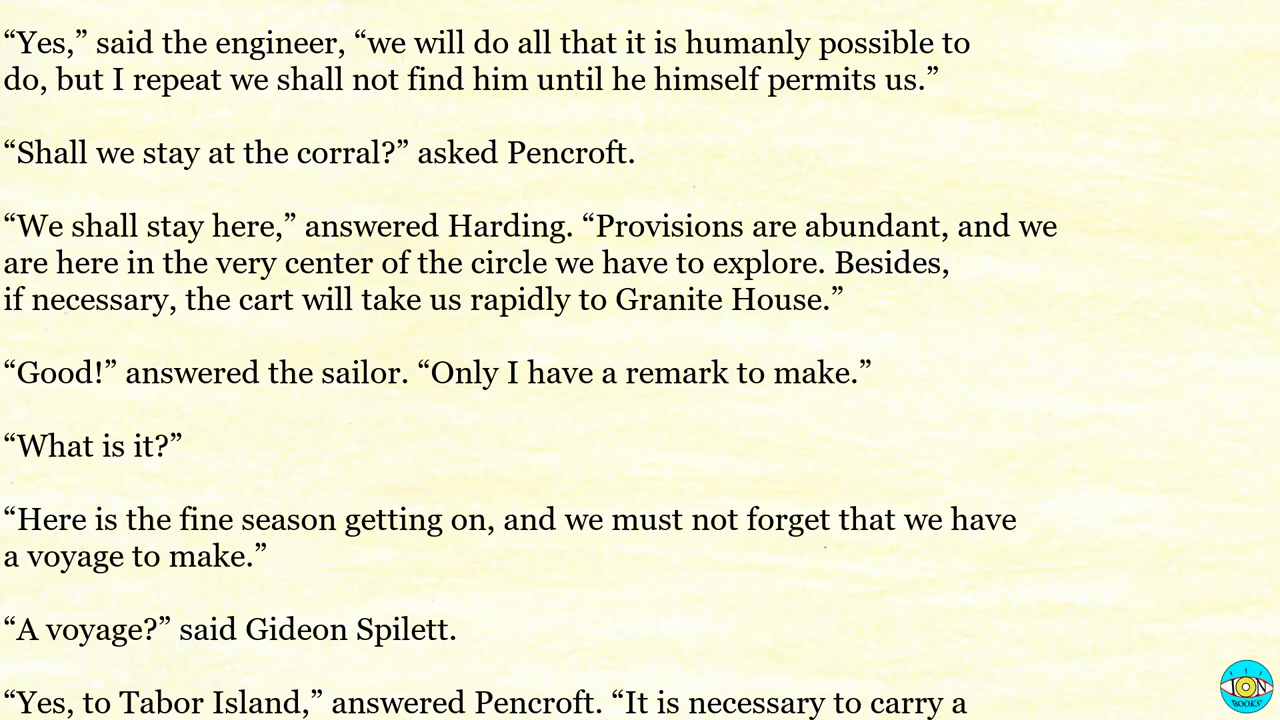 “Yes,” said the engineer, “we will do all that it is humanly possible to
do, but I repeat we shall not find him until he himself permits us.”
“Shall we stay at the corral?” asked Pencroft.
“We shall stay here,” answered Harding. “Provisions are abundant, and we
are here in the very center of the circle we have to explore. Besides,
if necessary, the cart will take us rapidly to Granite House.”
“Good!” answered the sailor. “Only I have a remark to make.”
“What is it?”
“Here is the fine season getting on, and we must not forget that we have
a voyage to make.”
“A voyage?” said Gideon Spilett.
“Yes, to Tabor Island,” answered Pencroft. “It is necessary to carry a
ION
BOOKS